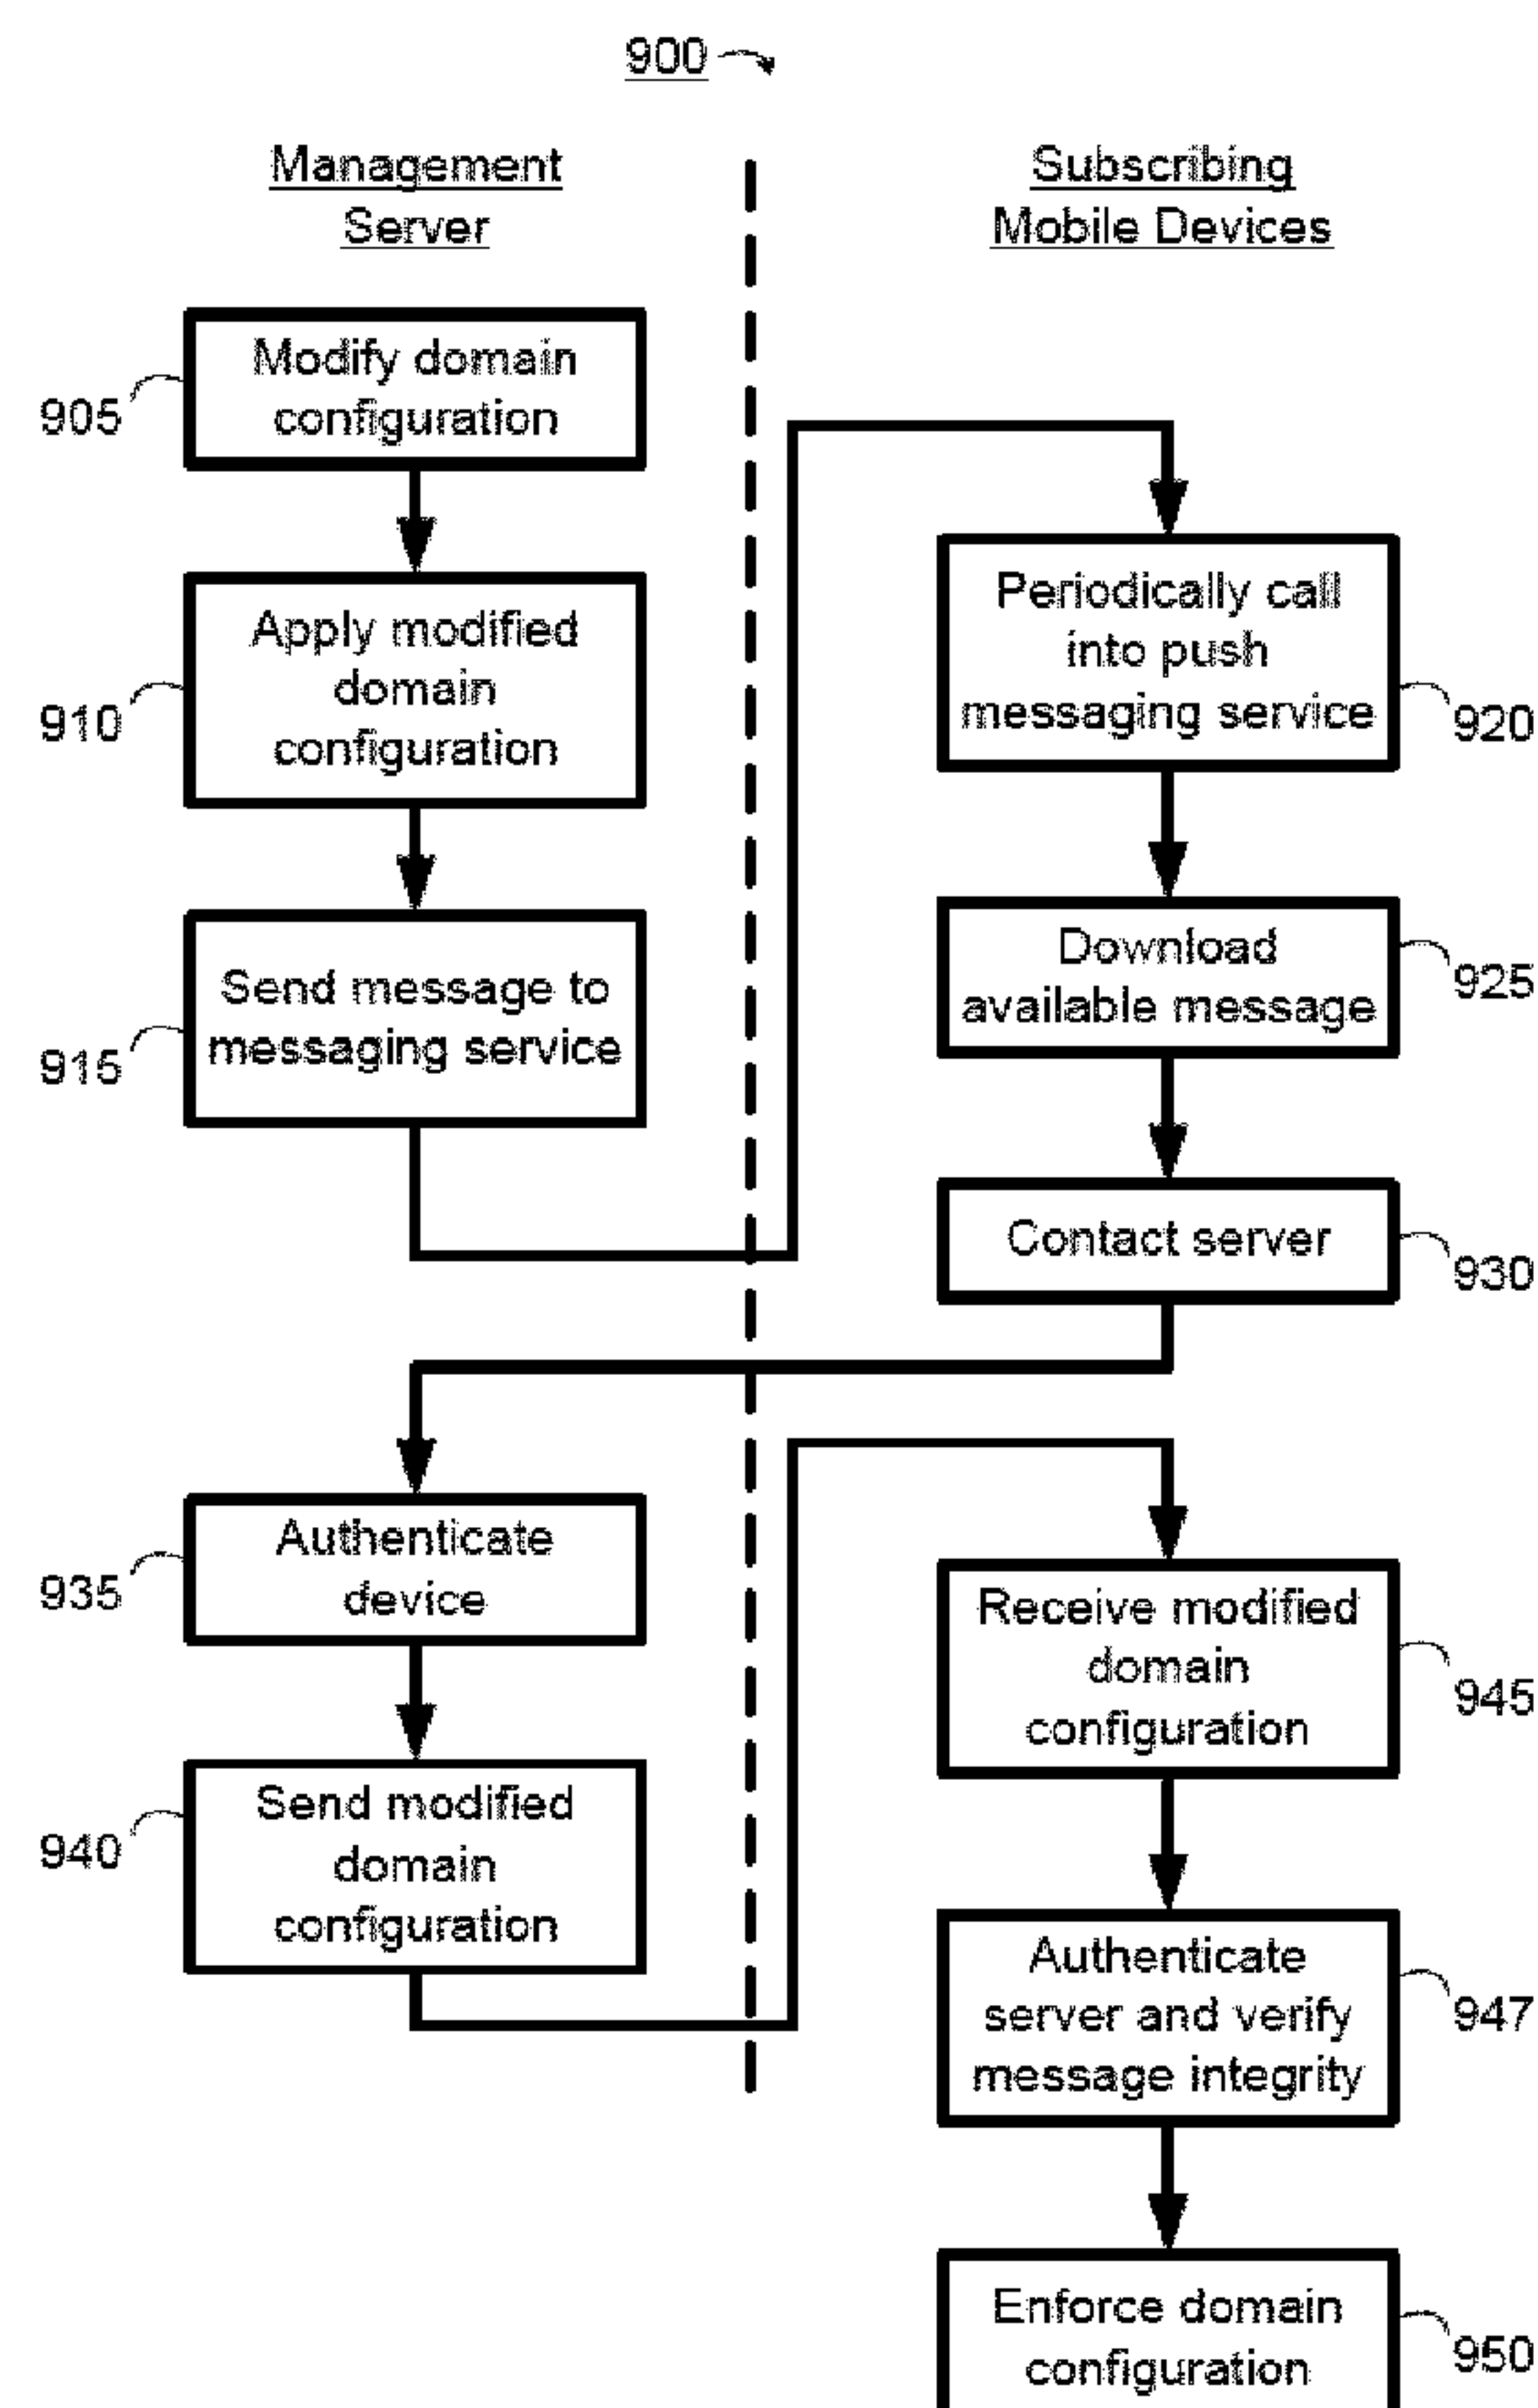 900
Management
Server
Subscribing
Mobile Devices
Modify domain
configuration
905
Apply modified
domain
configuration
910
Send message to
messaging service
915
Periodically call
into push
messaging service
920
Download
available message
925
Contact server
930
Authenticate
device
935
Send modified
domain
configuration
940
Receive modified
domain
configuration
945
Authenticate
server and verify
message integrity
947
Enforce domain
configuration
950